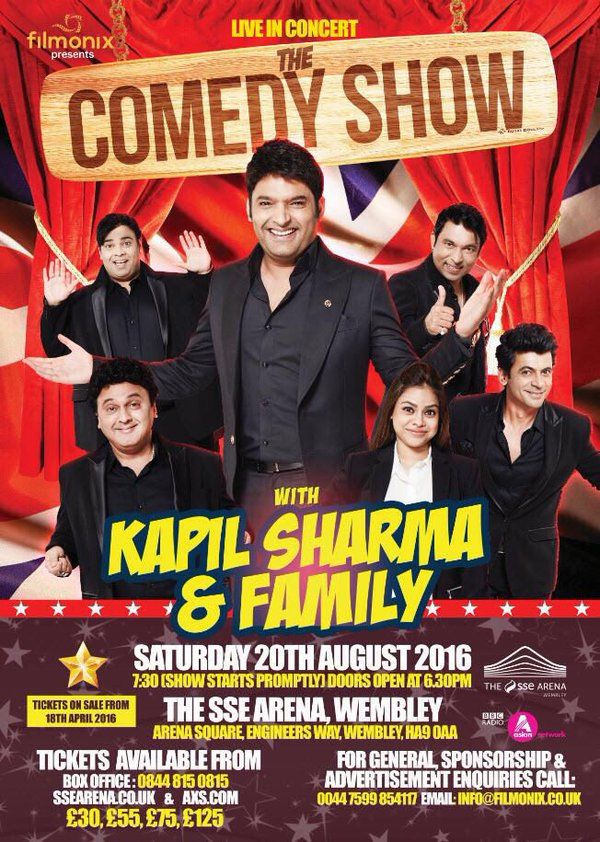 filmonix
presents
LIVE IN CONCERT
THE
COMEDY SHOW
WITH
KAPIL SHARMA
& FAMILY
SATURDAY 20TH AUGUST 2016
7:30 (SHOW STARTS PROMPTLY) DOORS OPEN AT 6.30PM
TICKETS ON SALE FROM
18TH APRIL 2016
THE SSE ARENA, WEMBLEY
ARENA SQUARE, ENGINEERS WAY, WEMBLEY, HA9 0AA
THE sse ARENA
WEMBLEY
BBC
RADIO
asian network
TICKETS AVAILABLE FROM
BOX OFFICE : 0844 815 0815
SSEARENA.CO.UK & AXS.COM
£30, £55, £75, £125
FOR GENERAL, SPONSORSHIP &
ADVERTISEMENT ENQUIRIES CALL:
0044 7599 854117 EMAIL: INFO@FILMONIX.CO.UK